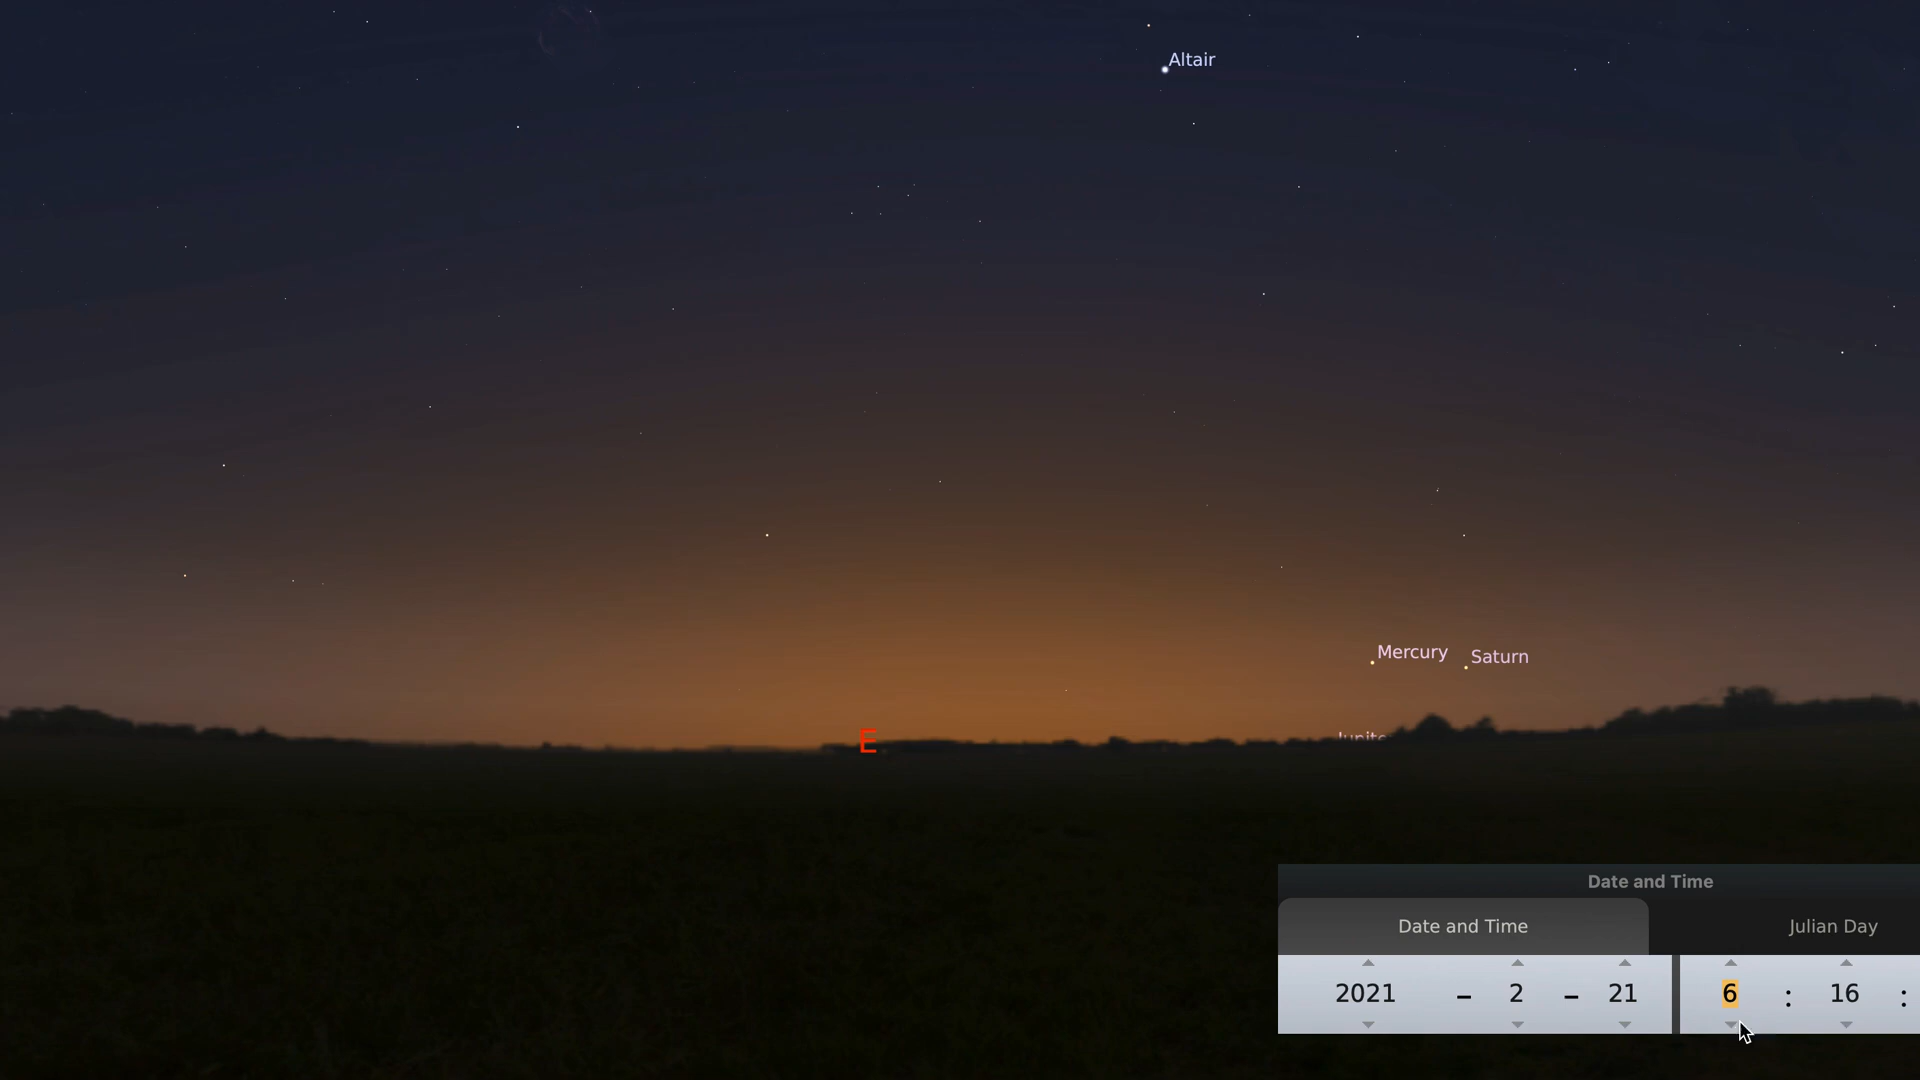 Altair
Mercury
Saturn
E
Date and Time
Date and Time
Julian Day
2021 – 2 – 21
6 : 16 :